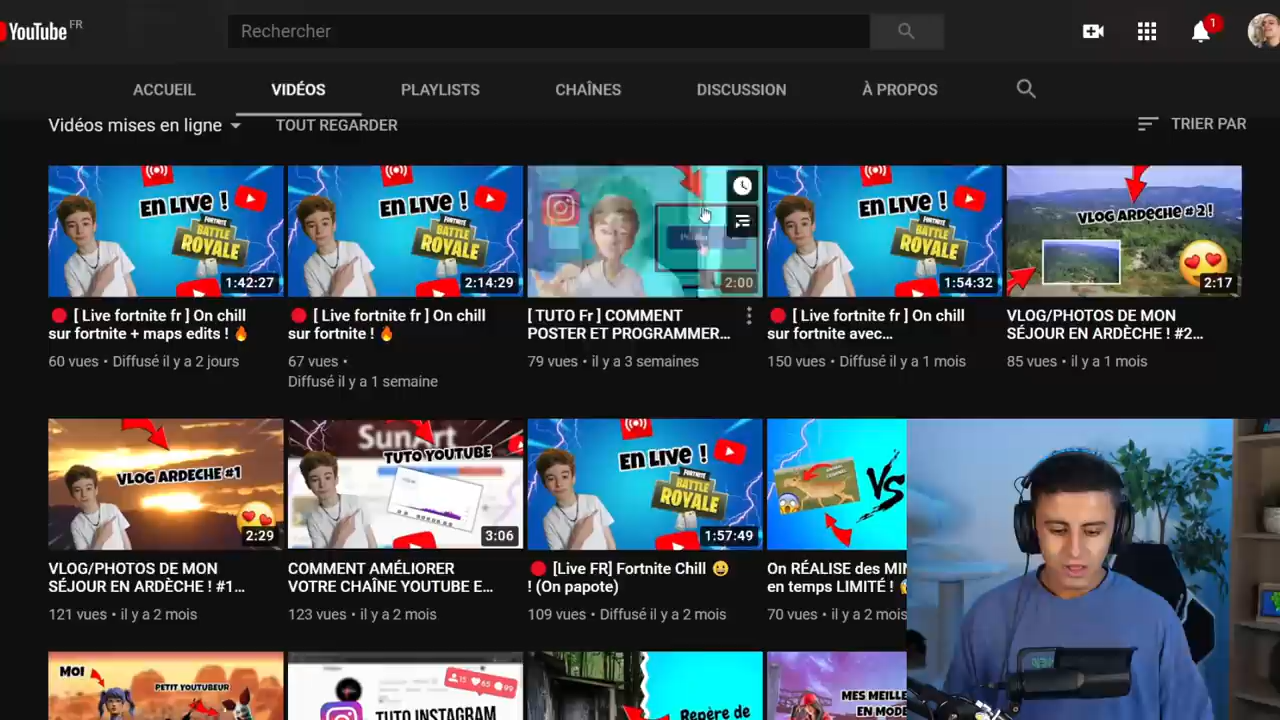 YouTube FR
Rechercher
1
ACCUEIL
VIDÉOS
PLAYLISTS
CHAÎNES
DISCUSSION
À PROPOS
Vidéos mises en ligne
TOUT REGARDER
TRIER PAR
EN LIVE !
FORTNITE
BATTLE
ROYALE
1:42:27
EN LIVE !
FORTNITE
BATTLE
ROYALE
2:14:29
2:00
EN LIVE !
FORTNITE
BATTLE
ROYALE
1:54:32
VLOG ARDECHE # 2 !
2:17
🔴 [ Live fortnite fr ] On chill
sur fortnite + maps edits ! 🔥
60 vues • Diffusé il y a 2 jours
🔴 [ Live fortnite fr ] On chill
sur fortnite ! 🔥
67 vues •
Diffusé il y a 1 semaine
[ TUTO Fr ] COMMENT
POSTER ET PROGRAMMER...
79 vues • il y a 3 semaines
🔴 [ Live fortnite fr ] On chill
sur fortnite avec...
150 vues • Diffusé il y a 1 mois
VLOG/PHOTOS DE MON
SÉJOUR EN ARDÈCHE ! #2...
85 vues • il y a 1 mois
VLOG ARDECHE #1
2:29
SunArt
TUTO YOUTUBE
3:06
EN LIVE !
FORTNITE
BATTLE
ROYALE
1:57:49
VS
VLOG/PHOTOS DE MON
SÉJOUR EN ARDÈCHE ! #1...
121 vues • il y a 2 mois
COMMENT AMÉLIORER
VOTRE CHAÎNE YOUTUBE E...
123 vues • il y a 2 mois
🔴 [Live FR] Fortnite Chill 😀
! (On papote)
109 vues • Diffusé il y a 2 mois
On RÉALISE des MI
en temps LIMITÉ !
70 vues • il y a 2 mois
MOI
PETIT YOUTUBEUR
15 65 99
TUTO INSTAGRAM
Repère de
MES MEILLE
EN MODE